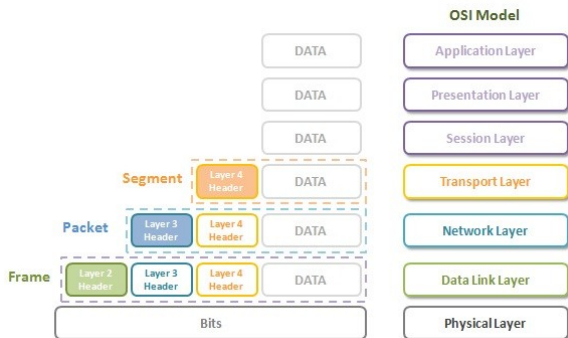 OSI Model
DATA
Application Layer
DATA
Presentation Layer
DATA
Session Layer
Segment
Layer 4
Header
DATA
Transport Layer
Packet
Layer 3
Header
Layer 4
Header
DATA
Network Layer
Frame
Layer 2
Header
Layer 3
Header
Layer 4
Header
DATA
Data Link Layer
Bits
Physical Layer